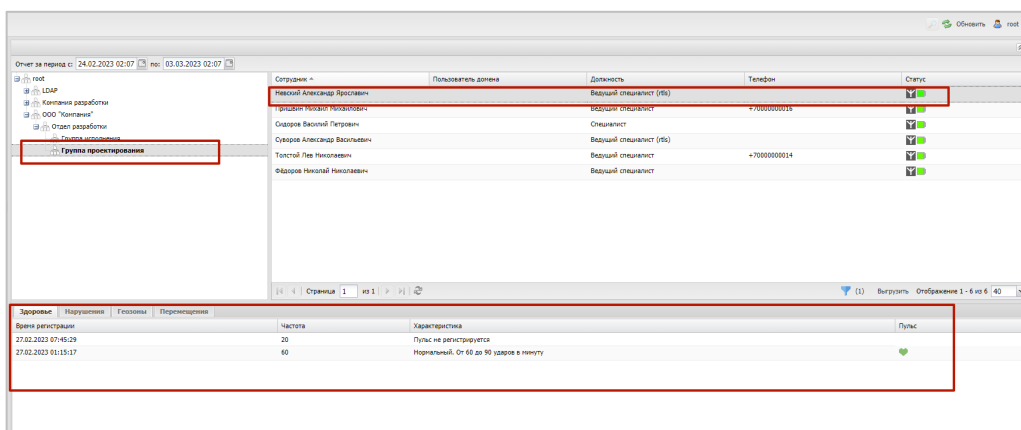 Обновить root
Отчет за период с: 24.02.2023 02:07 по: 03.03.2023 02:07
root
LDAP
Компания разработки
ООО "Компания"
Отдел разработки
Группа исполнения
Группа проектирования
Сотрудник Пользователь домена Должность Телефон Статус
Невский Александр Ярославич Ведущий специалист (rtls)
Пришвин Михаил Михайлович Ведущий специалист +70000000016
Сидоров Василий Петрович Специалист
Суворов Александр Васильевич Ведущий специалист (rtls)
Толстой Лев Николаевич Ведущий специалист +70000000014
Фёдоров Николай Николаевич Ведущий специалист
Страница 1 из 1 (1) Выгрузить Отображение 1 - 6 из 6 40
Здоровье Нарушения Геозоны Перемещения
Время регистрации Частота Характеристика Пульс
27.02.2023 07:45:29 20 Пульс не регистрируется
27.02.2023 01:15:17 60 Нормальный. От 60 до 90 ударов в минуту